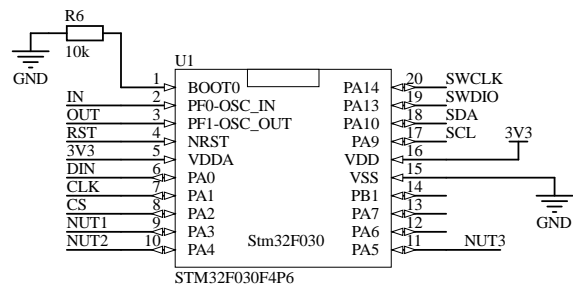 R6
10k
GND
U1
1 BOOT0 PA14 20 SWCLK
IN 2 PF0-OSC_IN PA13 19 SWDIO
OUT 3 PF1-OSC_OUT PA10 18 SDA
RST 4 NRST PA9 17 SCL
3V3 5 VDDA VDD 16 3V3
DIN 6 PA0 VSS 15
CLK 7 PA1 PB1 14
CS 8 PA2 PA7 13
GND
NUT1 9 PA3 PA6 12
NUT2 10 PA4 Stm32F030 PA5 11 NUT3
STM32F030F4P6